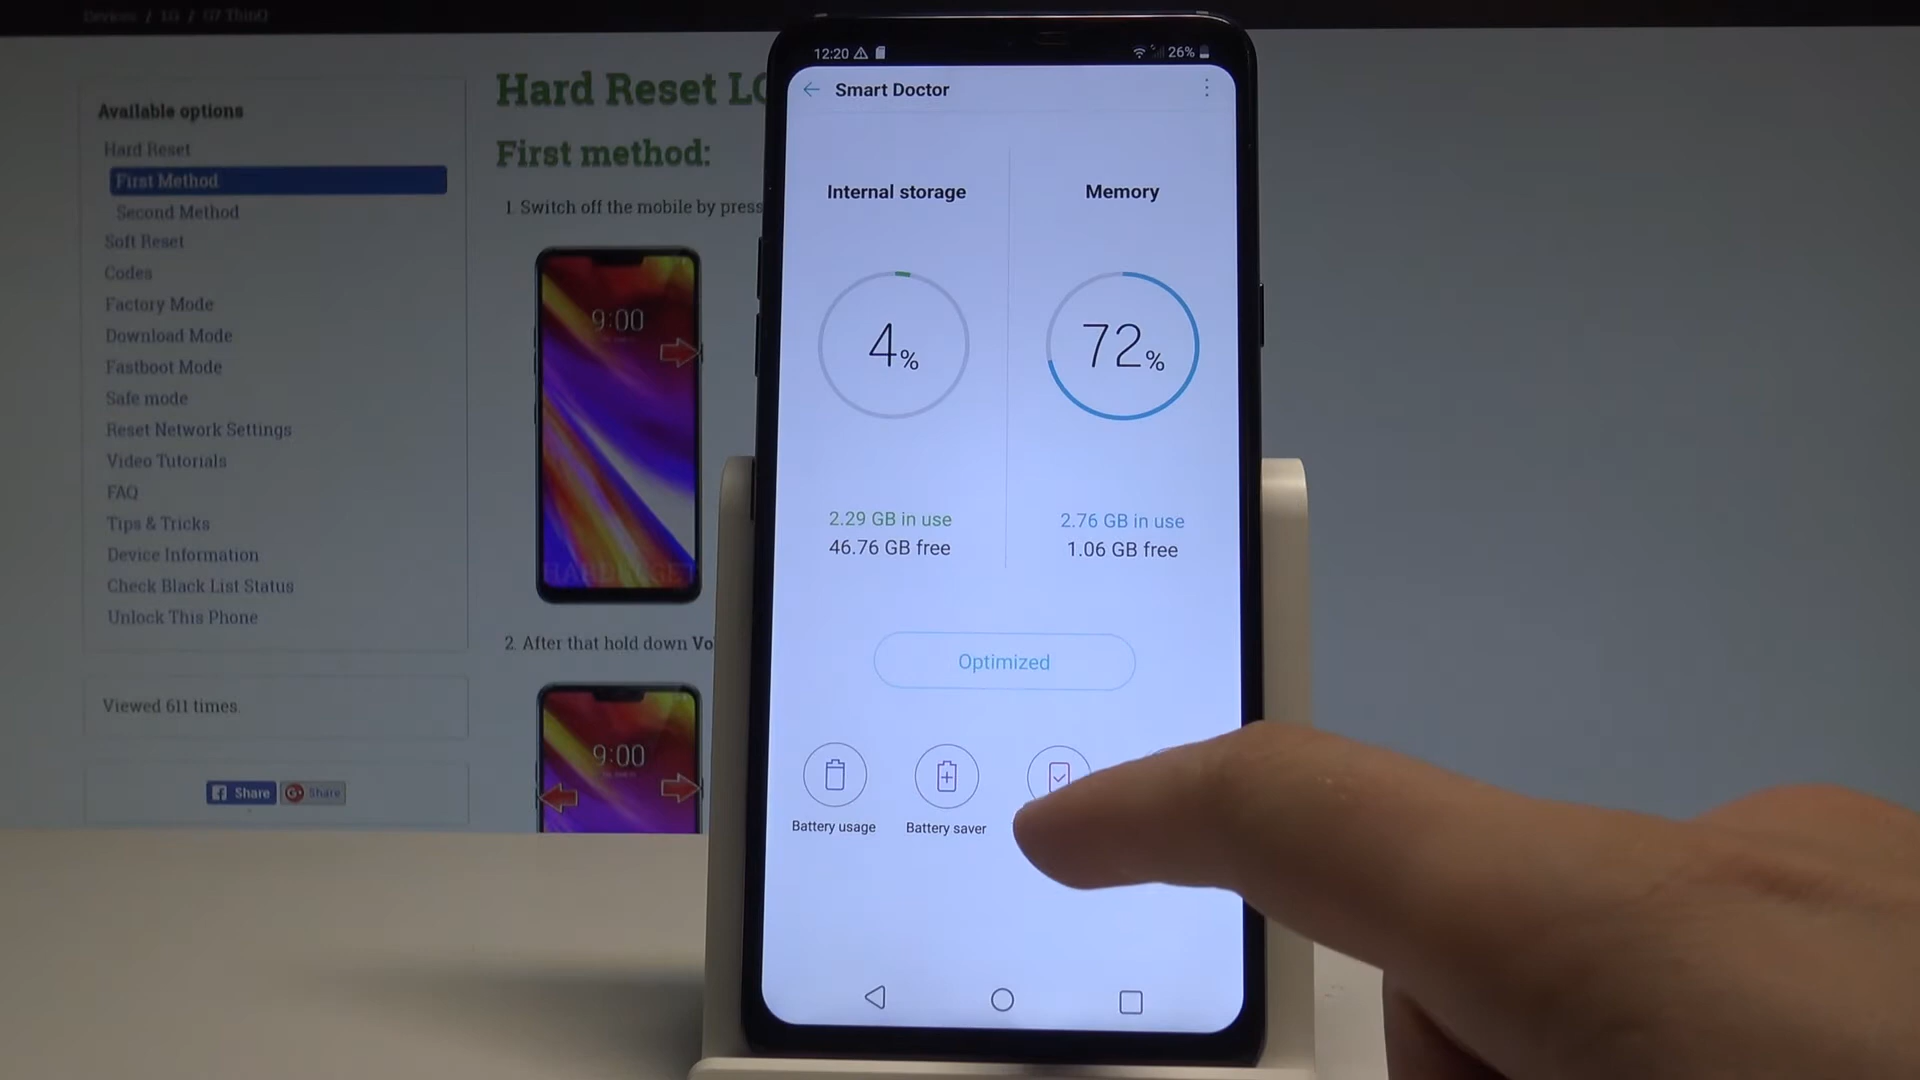 Devices / LG / G7 ThinQ
Available options
Hard Reset
First Method
Second Method
Soft Reset
Codes
Factory Mode
Download Mode
Fastboot Mode
Safe mode
Reset Network Settings
Video Tutorials
FAQ
Tips & Tricks
Device Information
Check Black List Status
Unlock This Phone
Viewed 611 times.
Share
Share
Hard Reset LG
First method:
1. Switch off the mobile by press
9:00
2. After that hold down Vo
9:00
12:20
26%
Smart Doctor
Internal storage
4%
2.29 GB in use
46.76 GB free
Memory
72%
2.76 GB in use
1.06 GB free
Optimized
Battery usage
Battery saver